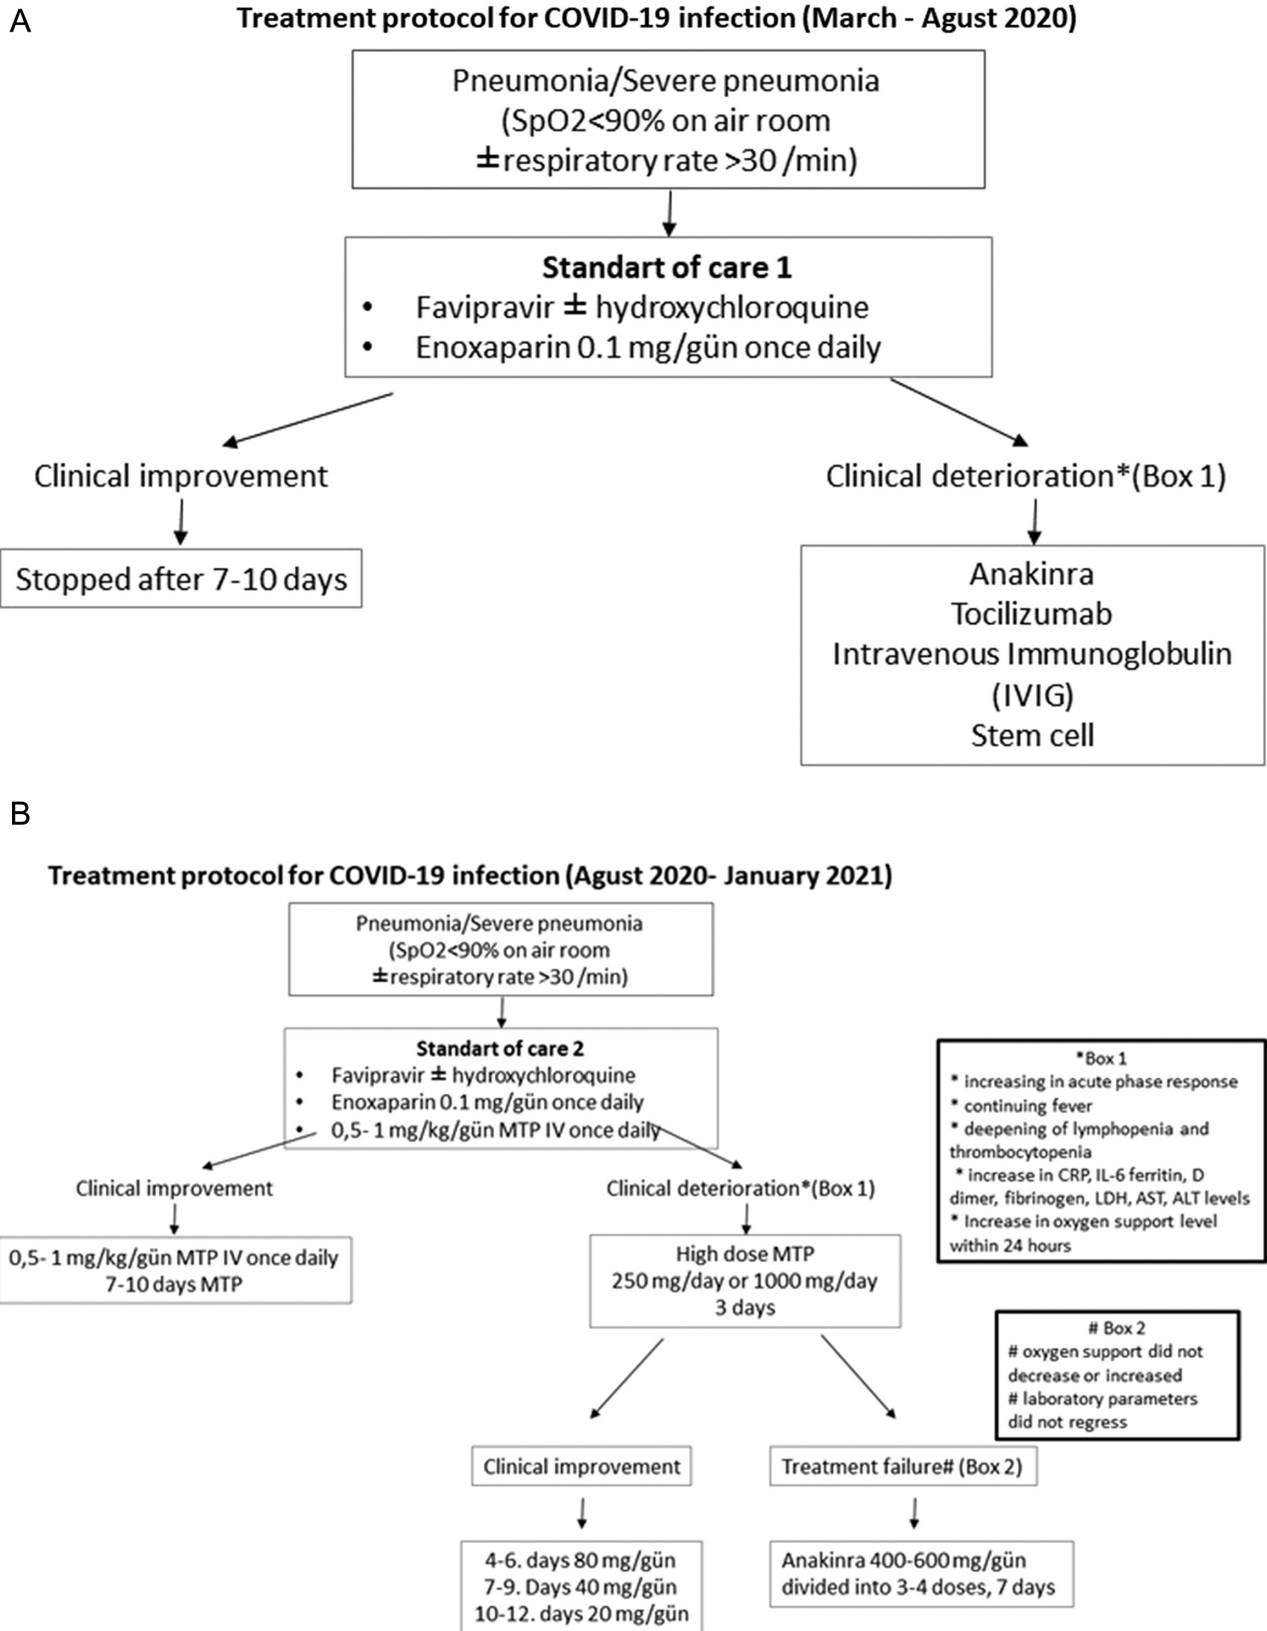 A
Treatment protocol for COVID-19 infection (March - Agust 2020)
Pneumonia/Severe pneumonia
(SpO2<90% on air room
±respiratory rate >30 /min)
Standart of care 1
• Favipravir ± hydroxychloroquine
• Enoxaparin 0.1 mg/gün once daily
Clinical improvement
Clinical deterioration*(Box 1)
Stopped after 7-10 days
Anakinra
Tocilizumab
Intravenous Immunoglobulin
(IVIG)
Stem cell
B
Treatment protocol for COVID-19 infection (Agust 2020- January 2021)
Pneumonia/Severe pneumonia
(SpO2<90% on air room
±respiratory rate >30 /min)
Standart of care 2
• Favipravir ± hydroxychloroquine
• Enoxaparin 0.1 mg/gün once daily
• 0,5- 1 mg/kg/gün MTP IV once daily
*Box 1
* increasing in acute phase response
* continuing fever
* deepening of lymphopenia and
thrombocytopenia
* increase in CRP, IL-6 ferritin, D
dimer, fibrinogen, LDH, AST, ALT levels
* Increase in oxygen support level
within 24 hours
Clinical improvement
Clinical deterioration*(Box 1)
0,5- 1 mg/kg/gün MTP IV once daily
7-10 days MTP
High dose MTP
250 mg/day or 1000 mg/day
3 days
# Box 2
# oxygen support did not
decrease or increased
# laboratory parameters
did not regress
Clinical improvement
Treatment failure# (Box 2)
4-6. days 80 mg/gün
7-9. Days 40 mg/gün
10-12. days 20 mg/gün
Anakinra 400-600 mg/gün
divided into 3-4 doses, 7 days